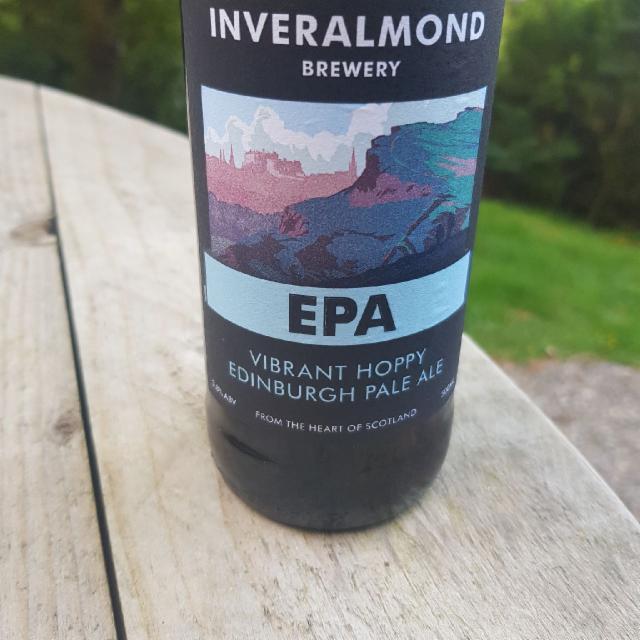 INVERALMOND
BREWERY
EPA
VIBRANT HOPPY
EDINBURGH PALE ALE
FROM THE HEART OF SCOTLAND